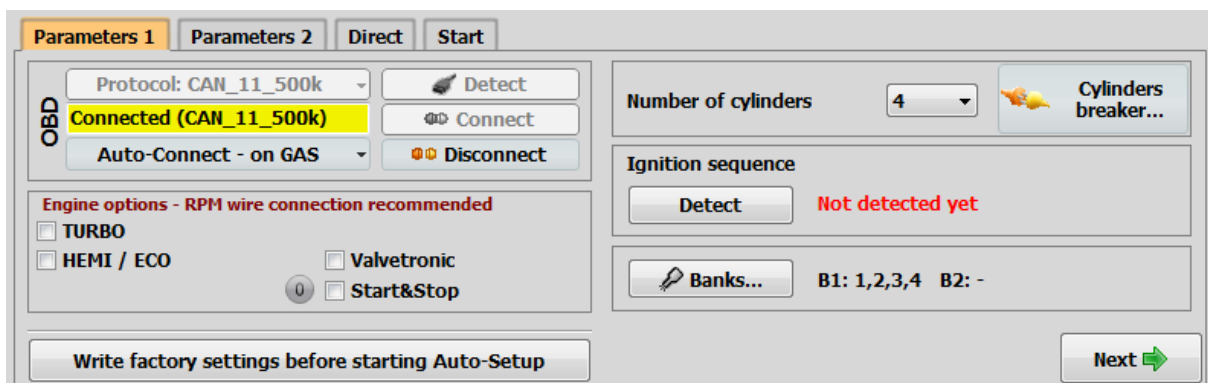 Parameters 1
Parameters 2
Direct
Start
OBD
Protocol: CAN_11_500k
Detect
Connected (CAN_11_500k)
Connect
Auto-Connect - on GAS
Disconnect
Engine options - RPM wire connection recommended
TURBO
HEMI / ECO
Valvetronic
0
Start&Stop
Write factory settings before starting Auto-Setup
Number of cylinders
4
Cylinders
breaker...
Ignition sequence
Detect
Not detected yet
Banks...
B1: 1,2,3,4 B2: -
Next